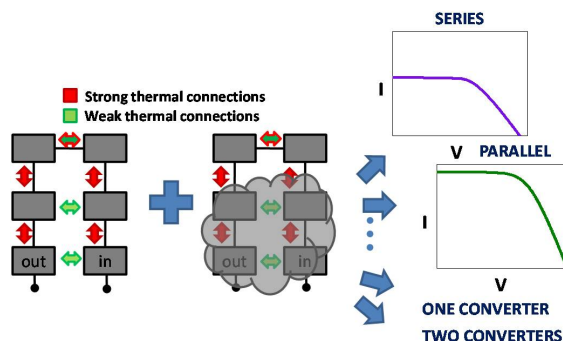 SERIES
I
V
Strong thermal connections
Weak thermal connections
PARALLEL
I
V
out in
out in
ONE CONVERTER
TWO CONVERTERS